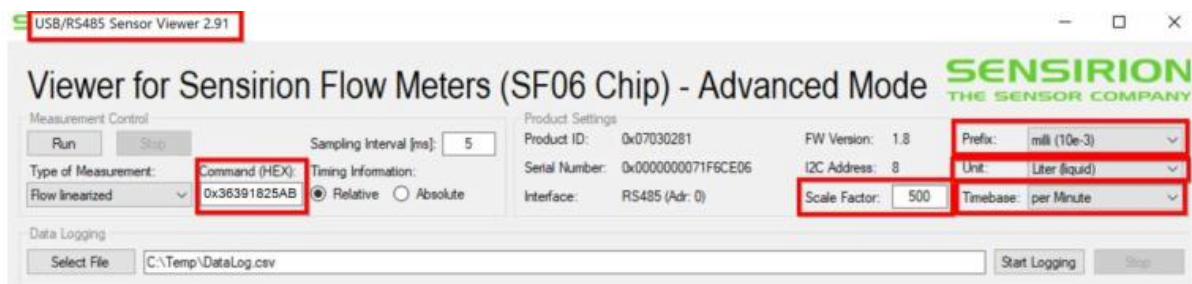 USB/RS485 Sensor Viewer 2.91
Viewer for Sensirion Flow Meters (SF06 Chip) - Advanced Mode
SENSIRION
THE SENSOR COMPANY
Measurement Control
Run Stop Sampling Interval [ms]: 5
Type of Measurement: Command (HEX): Timing Information:
Flow linearized 0x36391825AB Relative Absolute
Product Settings
Product ID: 0x07030281 FW Version: 1.8 Prefix: milli (10e-3)
Serial Number: 0x0000000071F6CE06 I2C Address: 8 Unit: Liter (liquid)
Interface: RS485 (Adr: 0) Scale Factor: 500 Timebase: per Minute
Data Logging
Select File C:\Temp\DataLog.csv Start Logging Stop